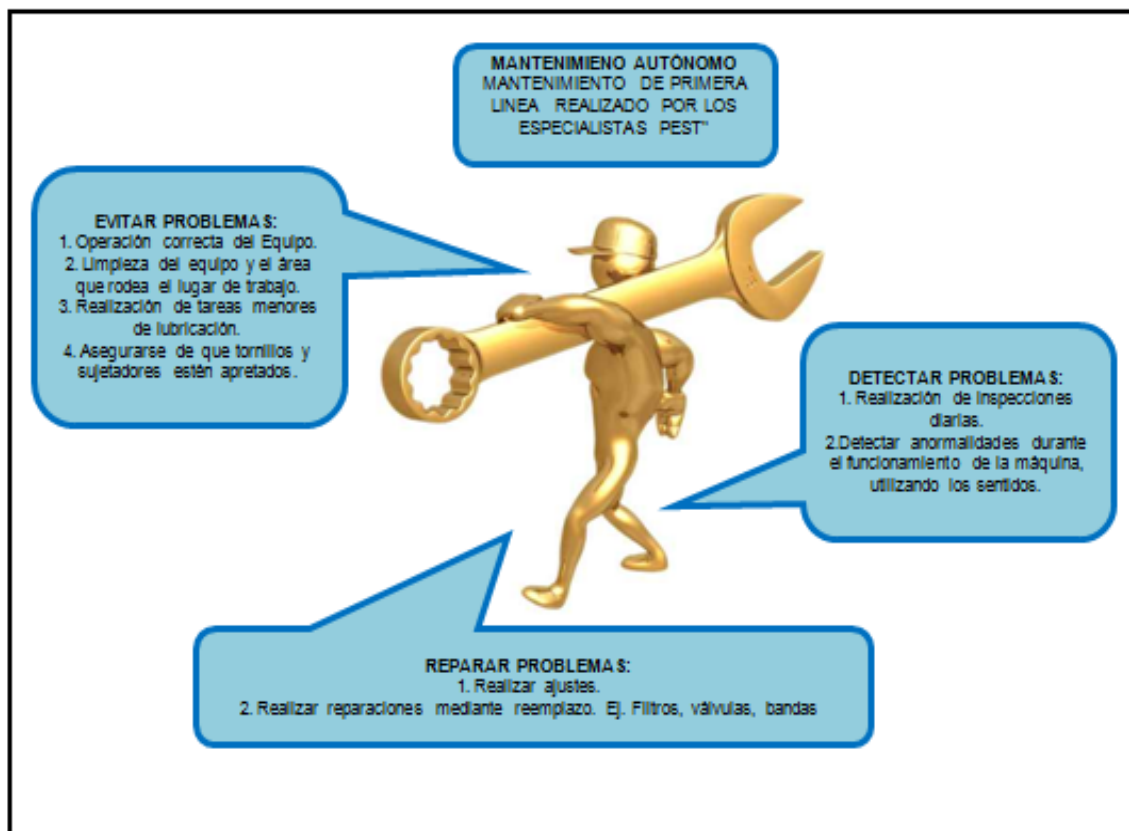 MANTENIMIENO AUTÓNOMO
MANTENIMIENTO DE PRIMERA
LINEA REALIZADO POR LOS
ESPECIALISTAS PEST"
EVITAR PROBLEMAS:
1. Operación correcta del Equipo.
2. Limpieza del equipo y el área
que rodea el lugar de trabajo.
3. Realización de tareas menores
de lubricación.
4. Asegurarse de que tornillos y
sujetadores estén apretados.
DETECTAR PROBLEMAS:
1. Realización de inspecciones
diarias.
2.Detectar anormalidades durante
el funcionamiento de la máquina,
utilizando los sentidos.
REPARAR PROBLEMAS:
1. Realizar ajustes.
2. Realizar reparaciones mediante reemplazo. Ej. Filtros, válvulas, bandas